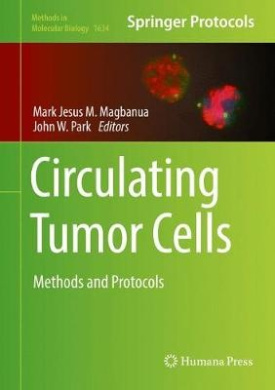 Methods in
Molecular Biology 1634
Springer Protocols
Mark Jesus M. Magbanua
John W. Park Editors
Circulating
Tumor Cells
Methods and Protocols
Humana Press